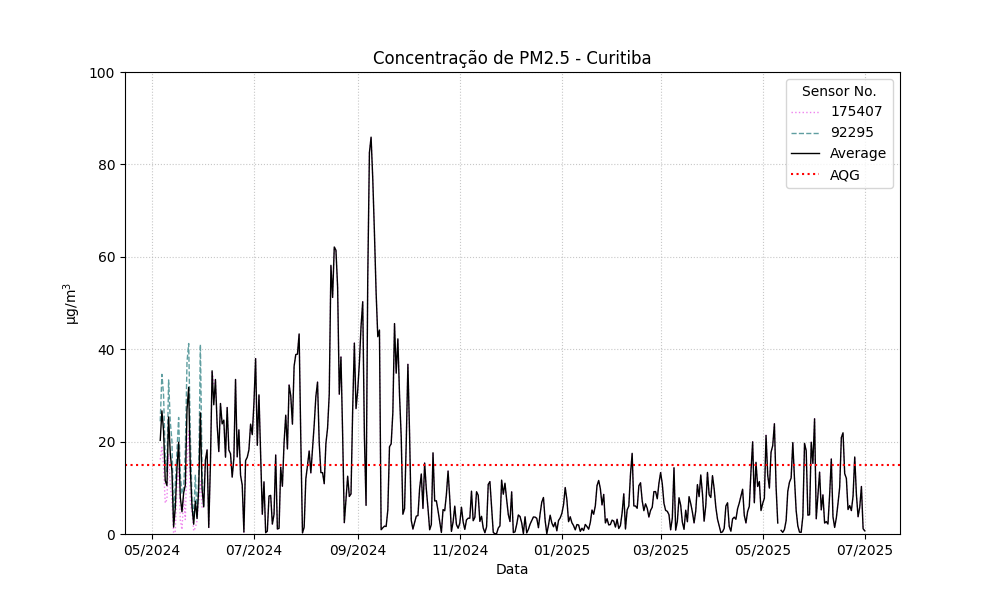 Concentração de PM2.5 - Curitiba
100
80
60
40
20
0
µg/m³
Sensor No.
175407
92295
Average
AQG
05/2024 07/2024 09/2024 11/2024 01/2025 03/2025 05/2025 07/2025
Data